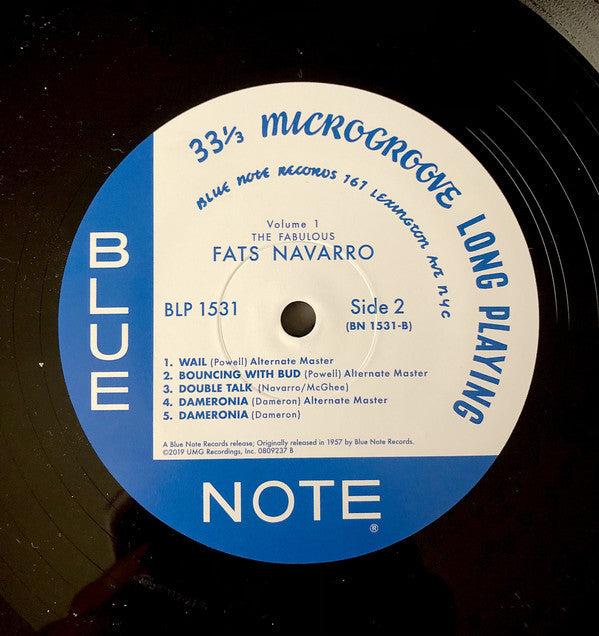 33⅓ MICROGROOVE LONG PLAYING
BLUE NOTE RECORDS 767 LEXINGTON AVE NYC
Volume 1
THE FABULOUS
FATS NAVARRO
BLP 1531
Side 2
(BN 1531-B)
1. WAIL (Powell) Alternate Master
2. BOUNCING WITH BUD (Powell) Alternate Master
3. DOUBLE TALK (Navarro/McGhee)
4. DAMERONIA (Dameron) Alternate Master
5. DAMERONIA (Dameron)
A Blue Note Records release; Originally released in 1957 by Blue Note Records.
©2019 UMG Recordings, Inc. 0809237 B
BLUE
NOTE®